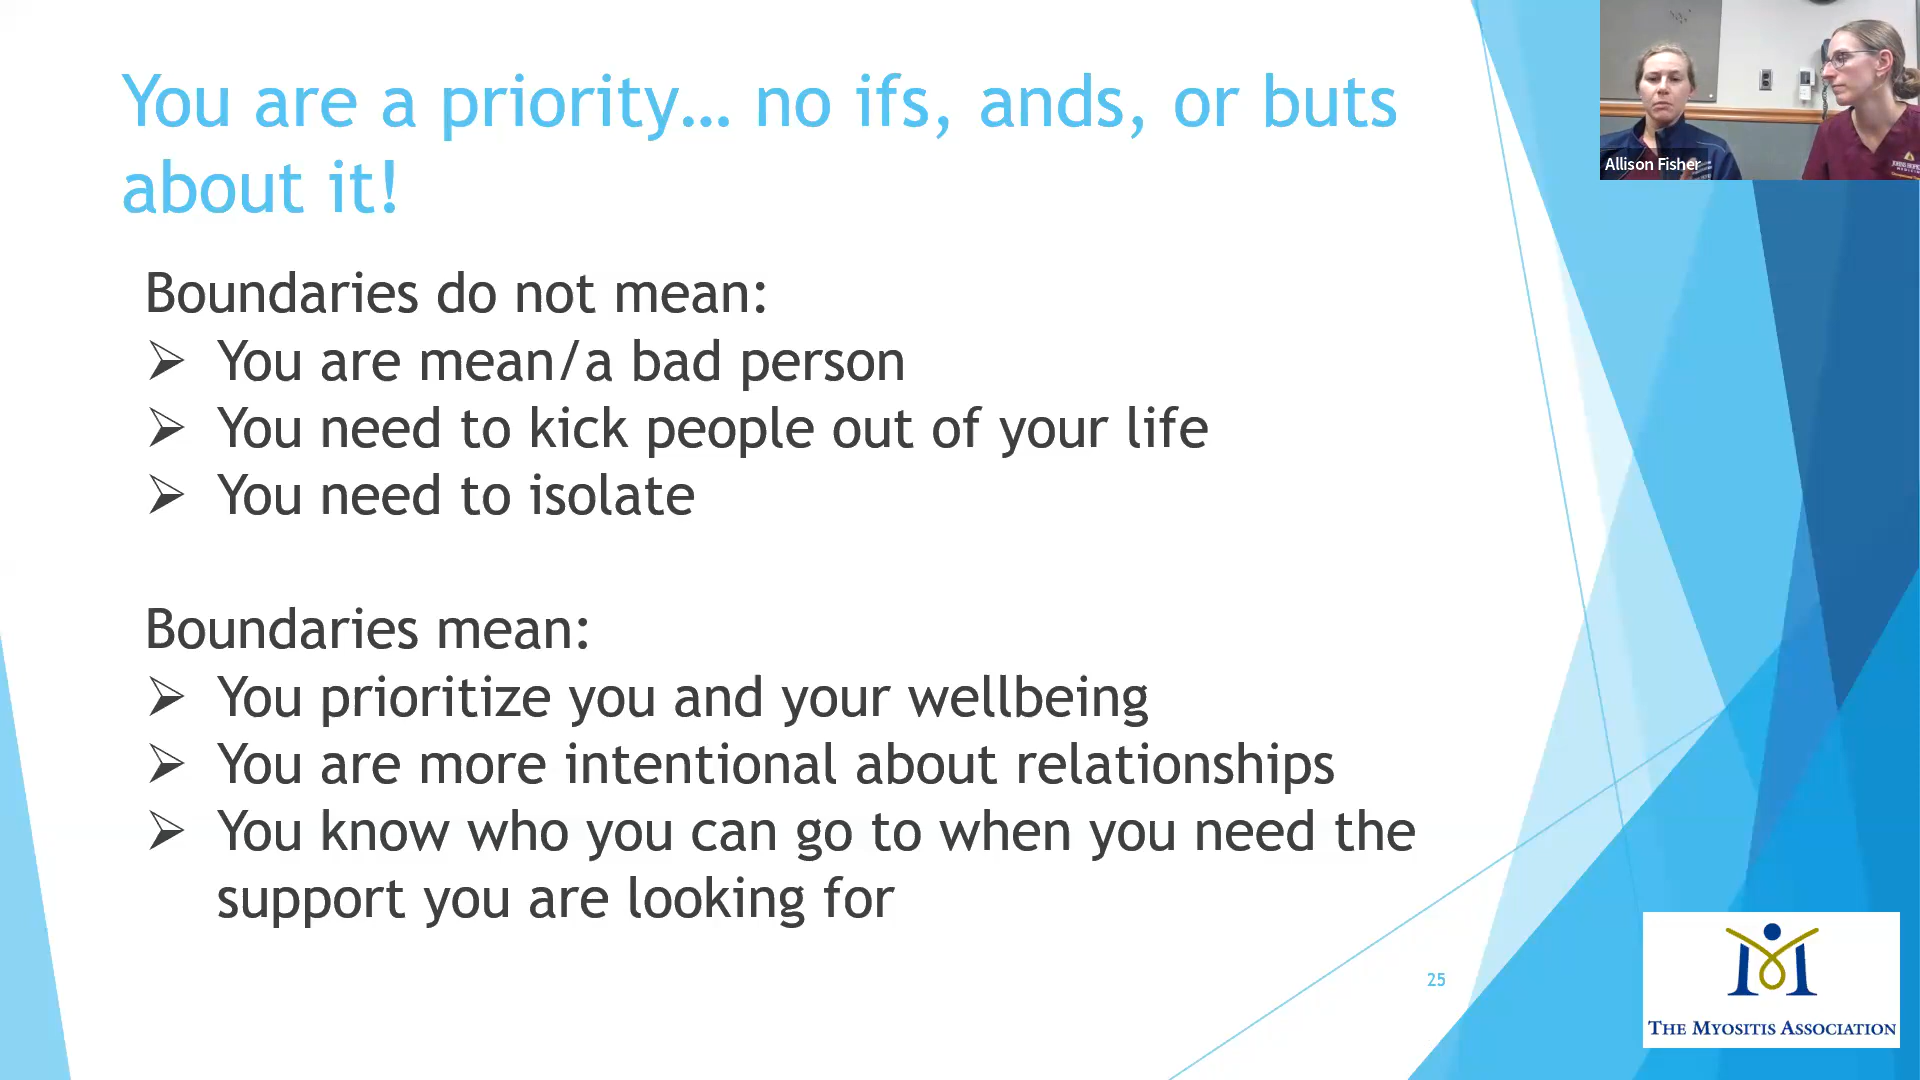 You are a priority... no ifs, ands, or buts
about it!
Allison Fisher
Boundaries do not mean:
➢ You are mean/a bad person
➢ You need to kick people out of your life
➢ You need to isolate
Boundaries mean:
➢ You prioritize you and your wellbeing
➢ You are more intentional about relationships
➢ You know who you can go to when you need the
support you are looking for
25
THE MYOSITIS ASSOCIATION